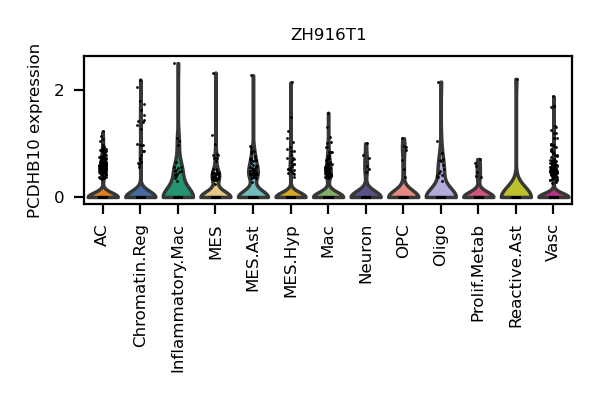 ZH916T1
PCDHB10 expression
2
0
AC
Chromatin.Reg
Inflammatory.Mac
MES
MES.Ast
MES.Hyp
Mac
Neuron
OPC
Oligo
Prolif.Metab
Reactive.Ast
Vasc